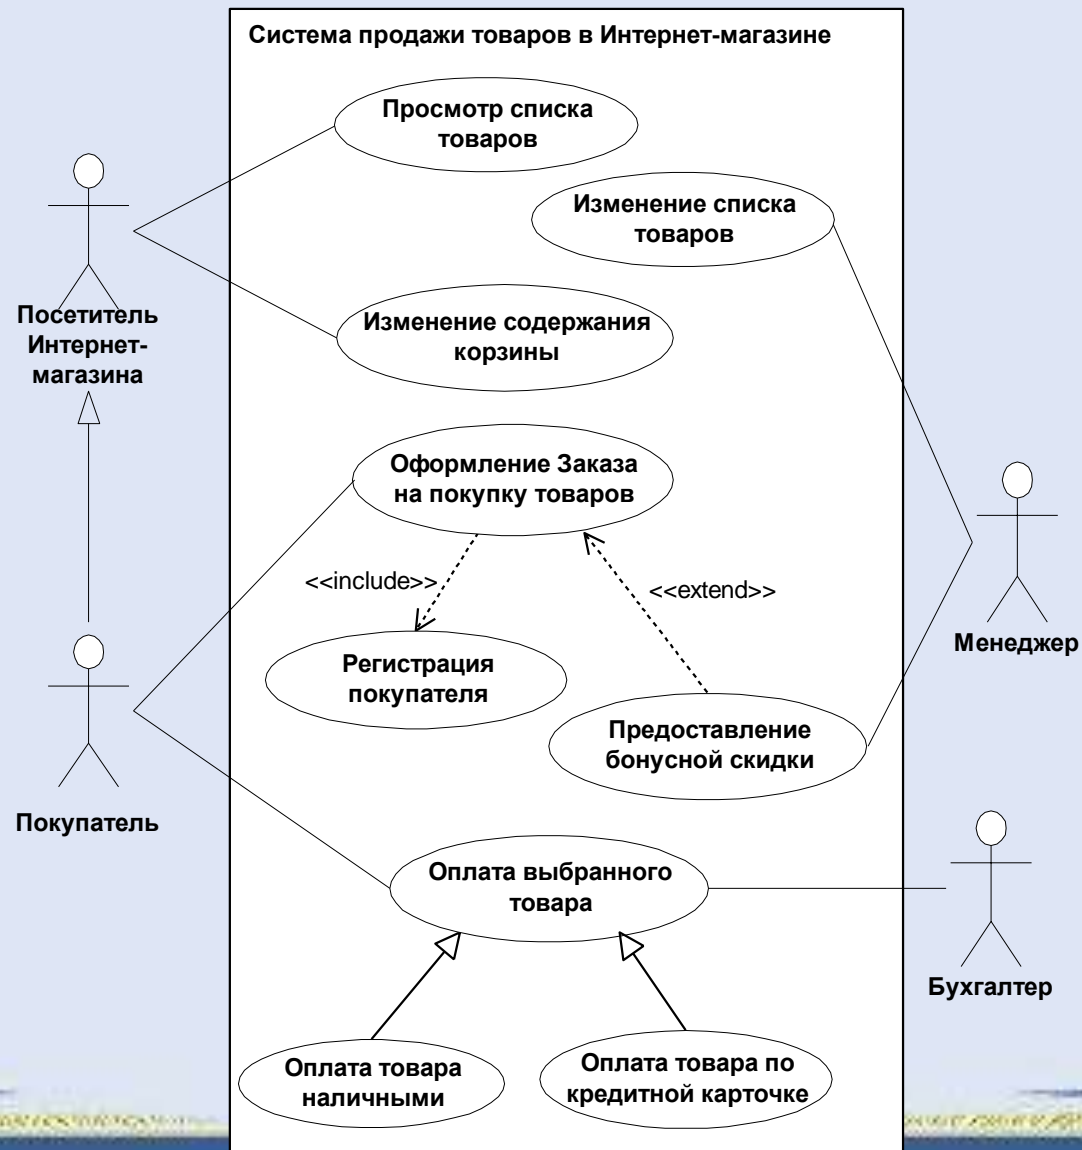 Система продажи товаров в Интернет-магазине
Просмотр списка
товаров
Изменение списка
товаров
Посетитель
Интернет-
магазина
Изменение содержания
корзины
Оформление Заказа
на покупку товаров
<<include>>
<<extend>>
Менеджер
Регистрация
покупателя
Предоставление
бонусной скидки
Покупатель
Оплата выбранного
товара
Бухгалтер
Оплата товара
наличными
Оплата товара по
кредитной карточке